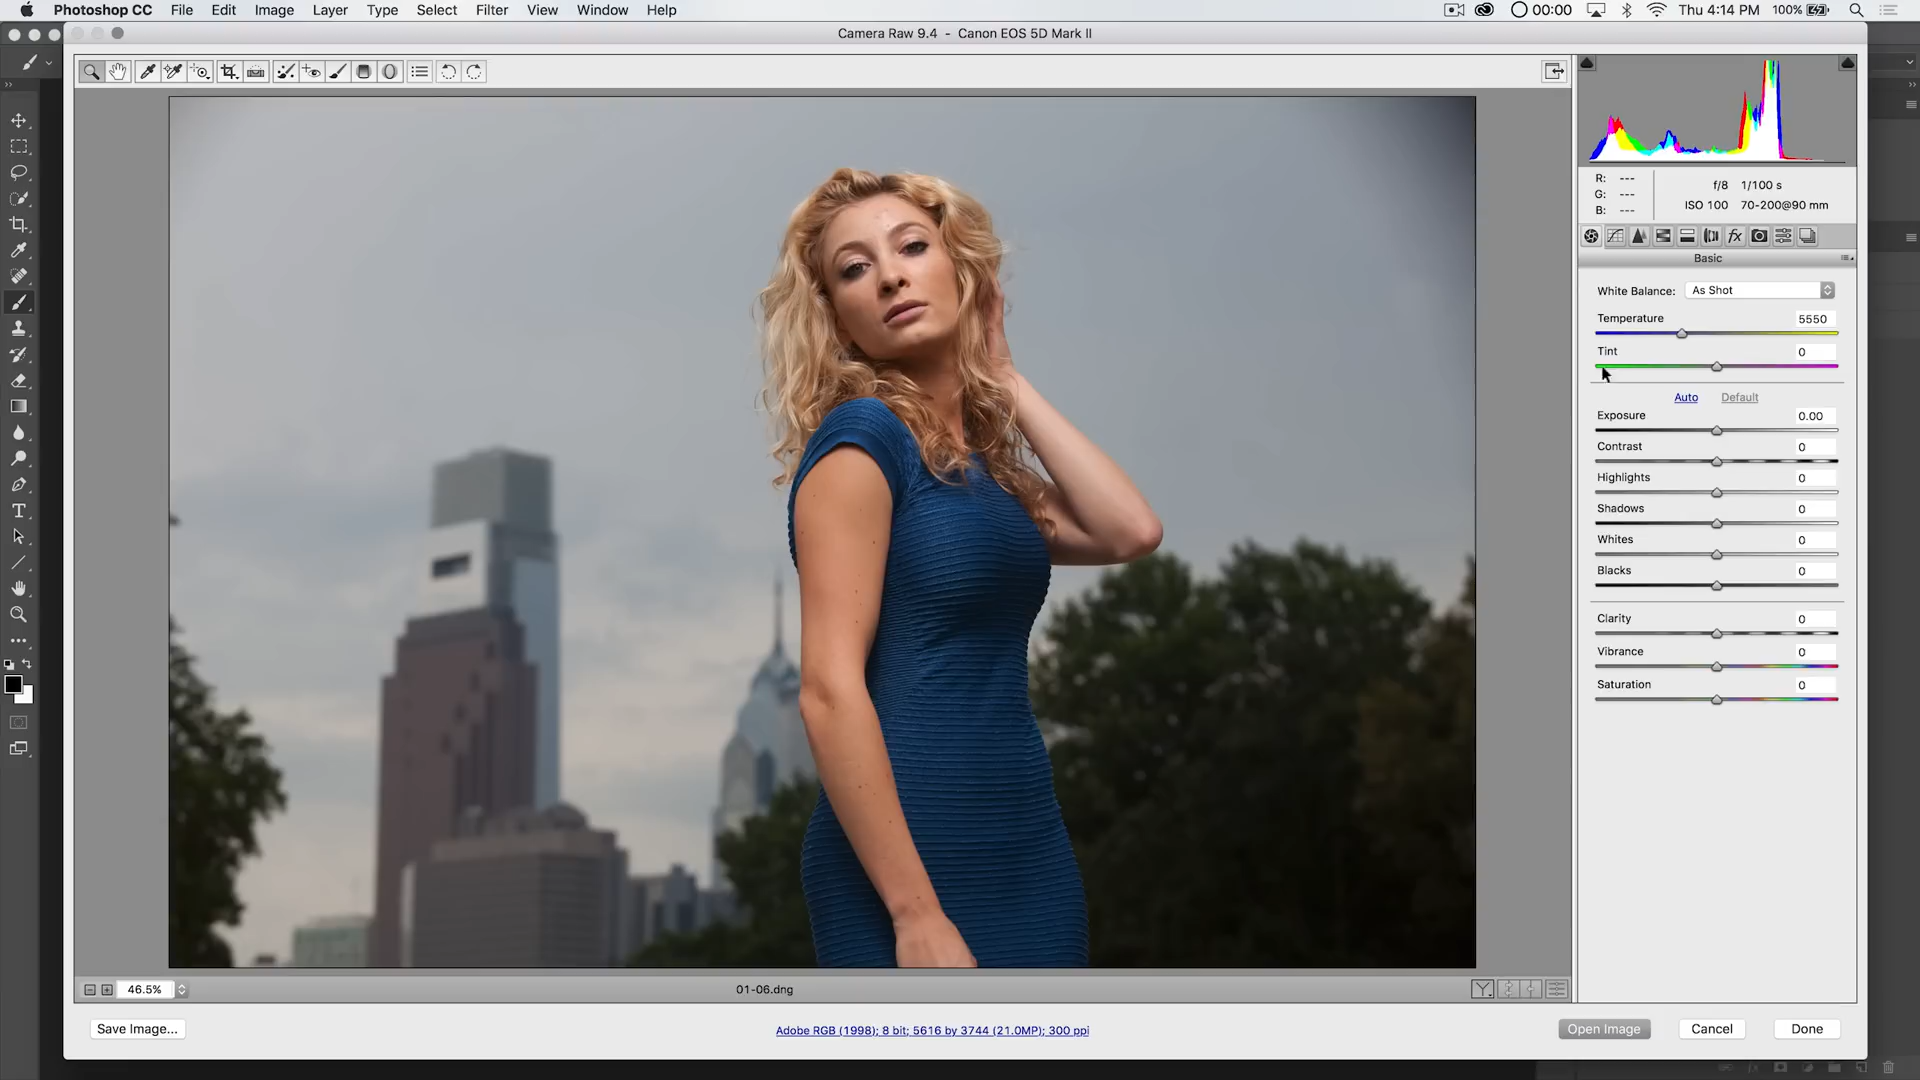 Photoshop CC File Edit Image Layer Type Select Filter View Window Help 00:00 Thu 4:14 PM 100%
Camera Raw 9.4 - Canon EOS 5D Mark II
R: ---
G: ---
B: ---
f/8 1/100 s
ISO 100 70-200@90 mm
fx
Basic
White Balance: As Shot
Temperature 5550
Tint 0
Auto Default
Exposure 0.00
Contrast 0
Highlights 0
Shadows 0
Whites 0
Blacks 0
Clarity 0
Vibrance 0
Saturation 0
T
46.5% 01-06.dng Y
Save Image... Adobe RGB (1998); 8 bit; 5616 by 3744 (21.0MP); 300 ppi Open Image Cancel Done